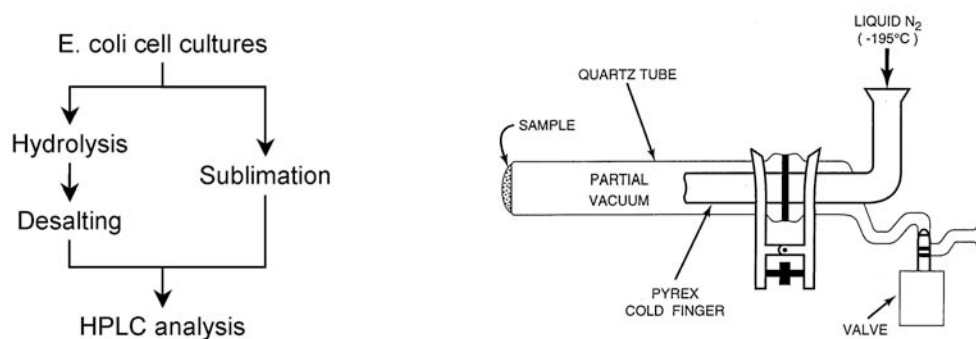 E. coli cell cultures
Hydrolysis
Sublimation
Desalting
HPLC analysis
LIQUID N₂
(-195°C)
QUARTZ TUBE
SAMPLE
PARTIAL
VACUUM
PYREX
COLD FINGER
VALVE